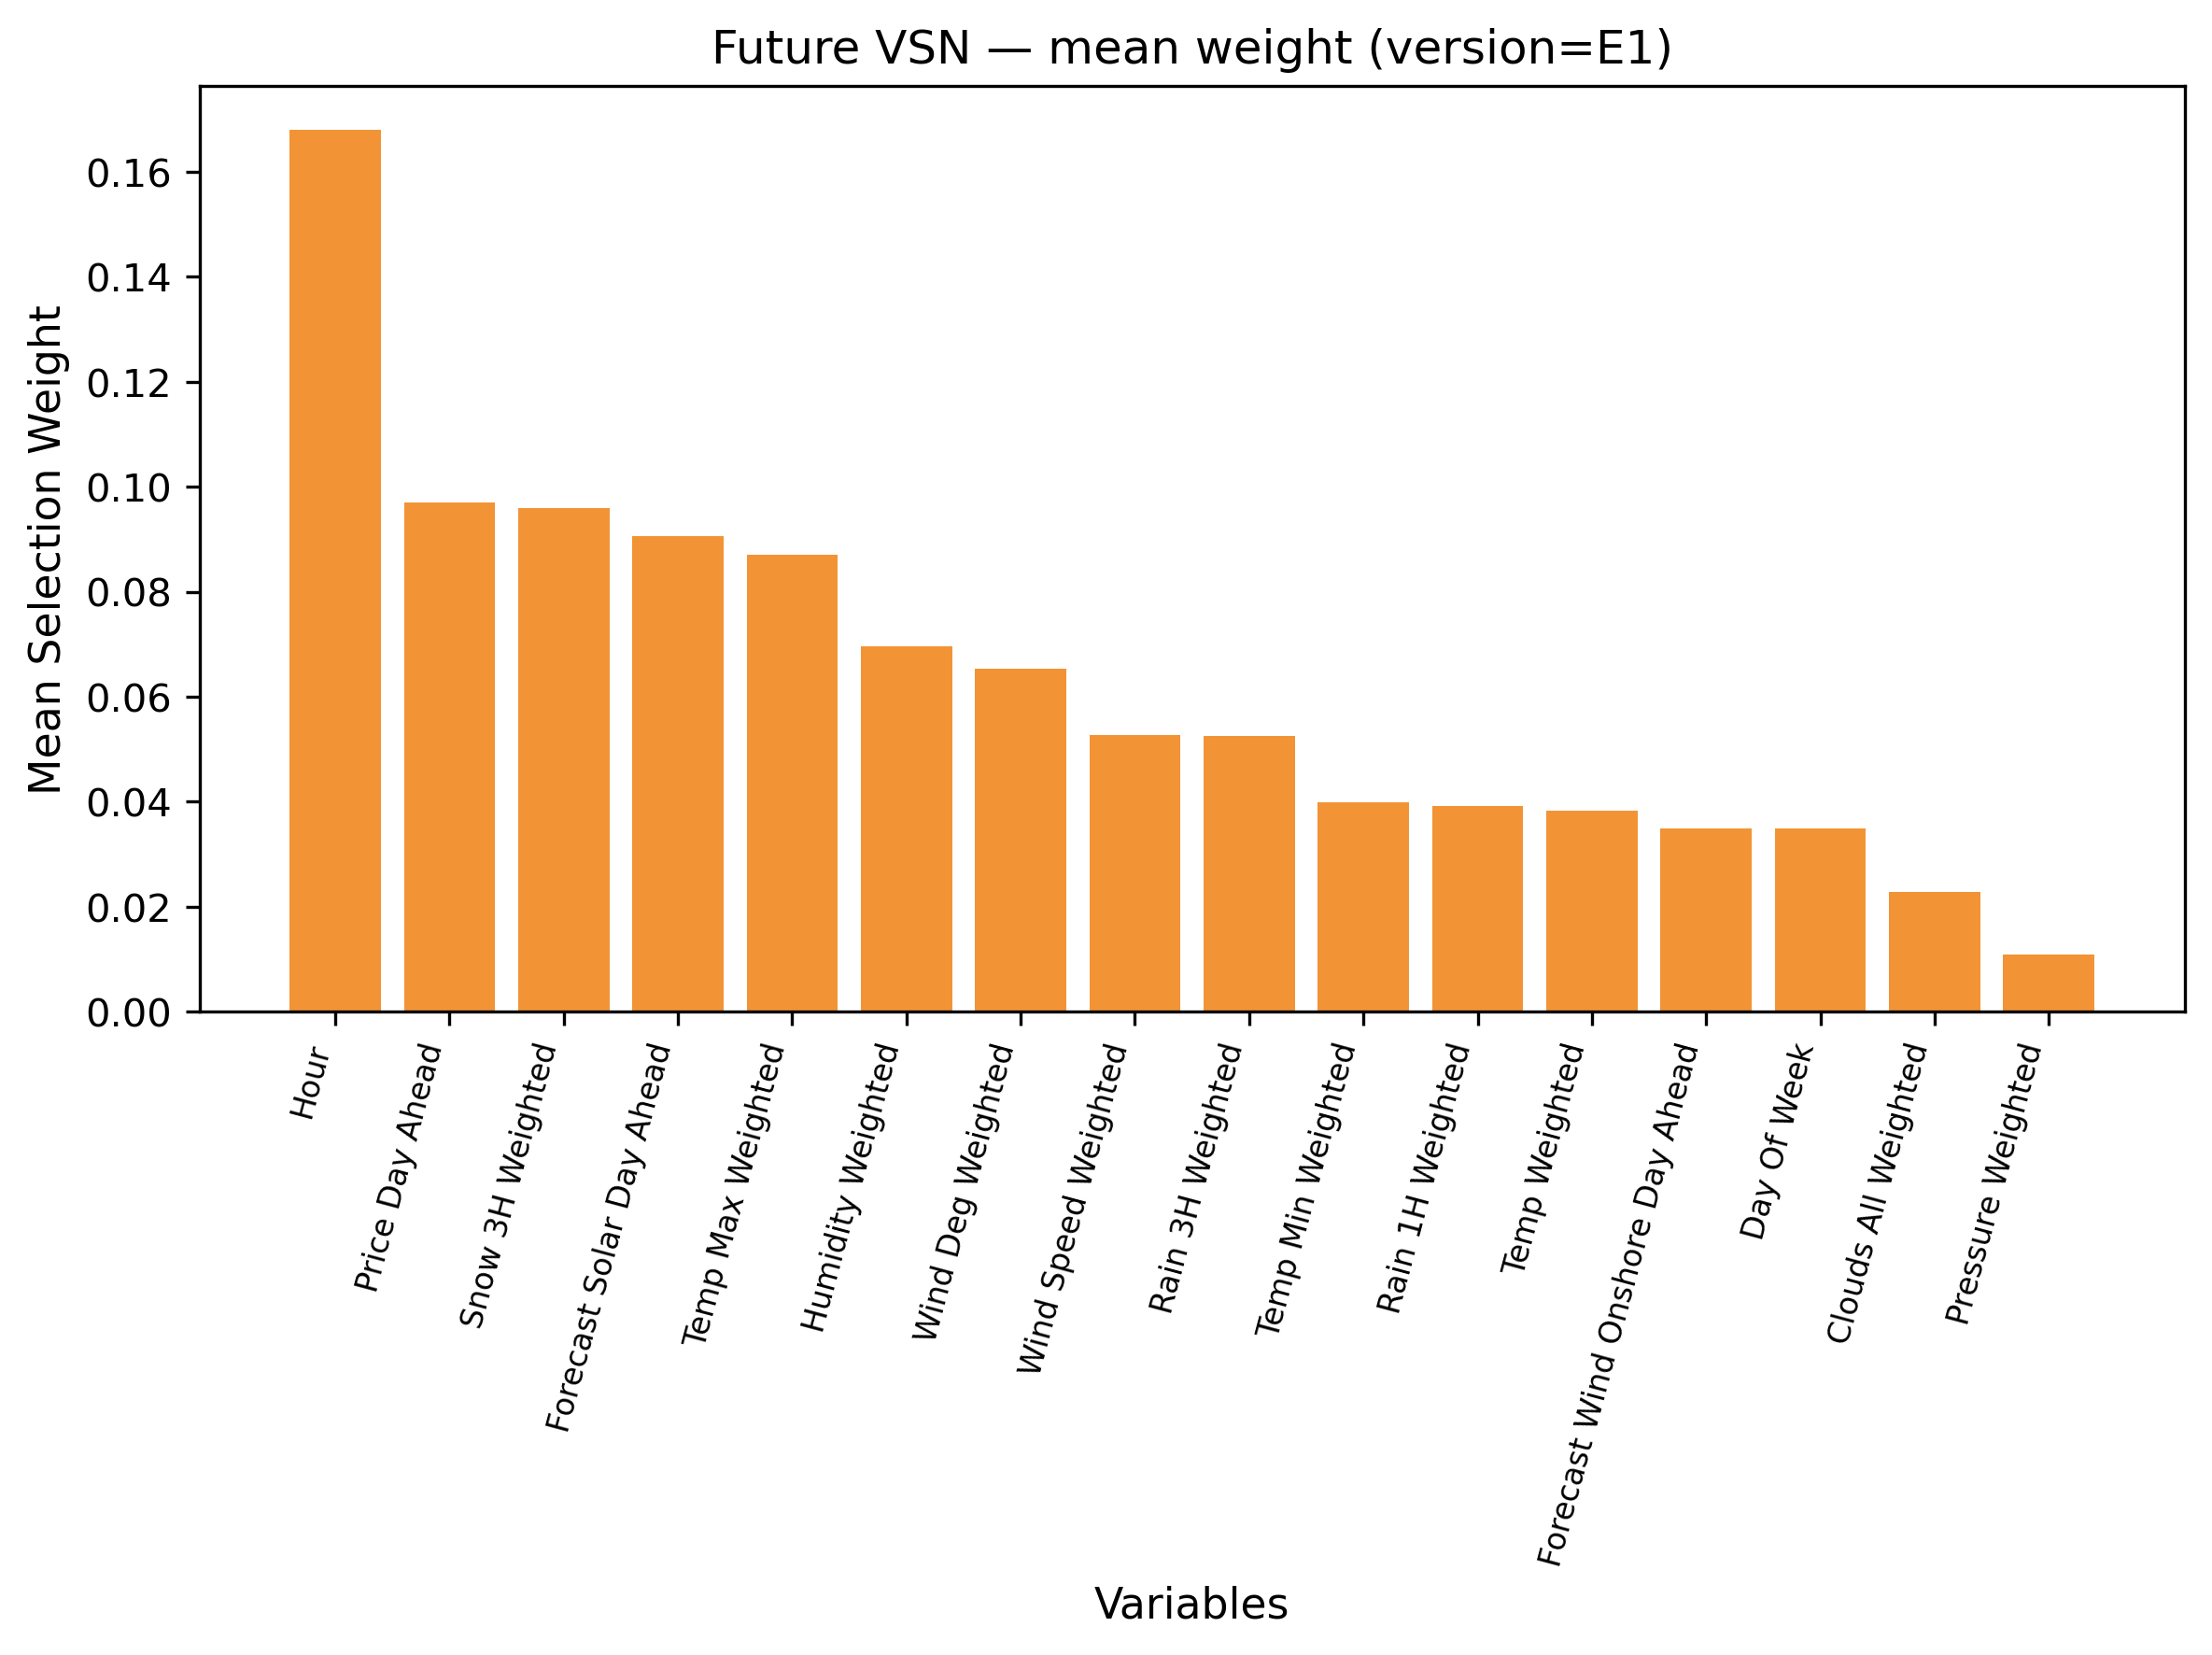 Future VSN — mean weight (version=E1)
Mean Selection Weight
0.16
0.14
0.12
0.10
0.08
0.06
0.04
0.02
0.00
Hour
Price Day Ahead
Snow 3H Weighted
Forecast Solar Day Ahead
Temp Max Weighted
Humidity Weighted
Wind Deg Weighted
Wind Speed Weighted
Rain 3H Weighted
Temp Min Weighted
Rain 1H Weighted
Temp Weighted
Forecast Wind Onshore Day Ahead
Day Of Week
Clouds All Weighted
Pressure Weighted
Variables